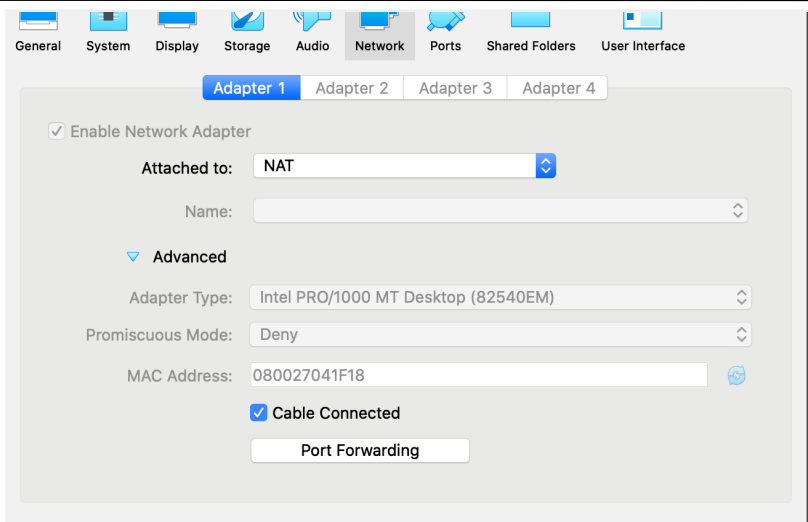 General System Display Storage Audio Network Ports Shared Folders User Interface
Adapter 1 Adapter 2 Adapter 3 Adapter 4
Enable Network Adapter
Attached to: NAT
Name:
Advanced
Adapter Type: Intel PRO/1000 MT Desktop (82540EM)
Promiscuous Mode: Deny
MAC Address: 080027041F18
Cable Connected
Port Forwarding